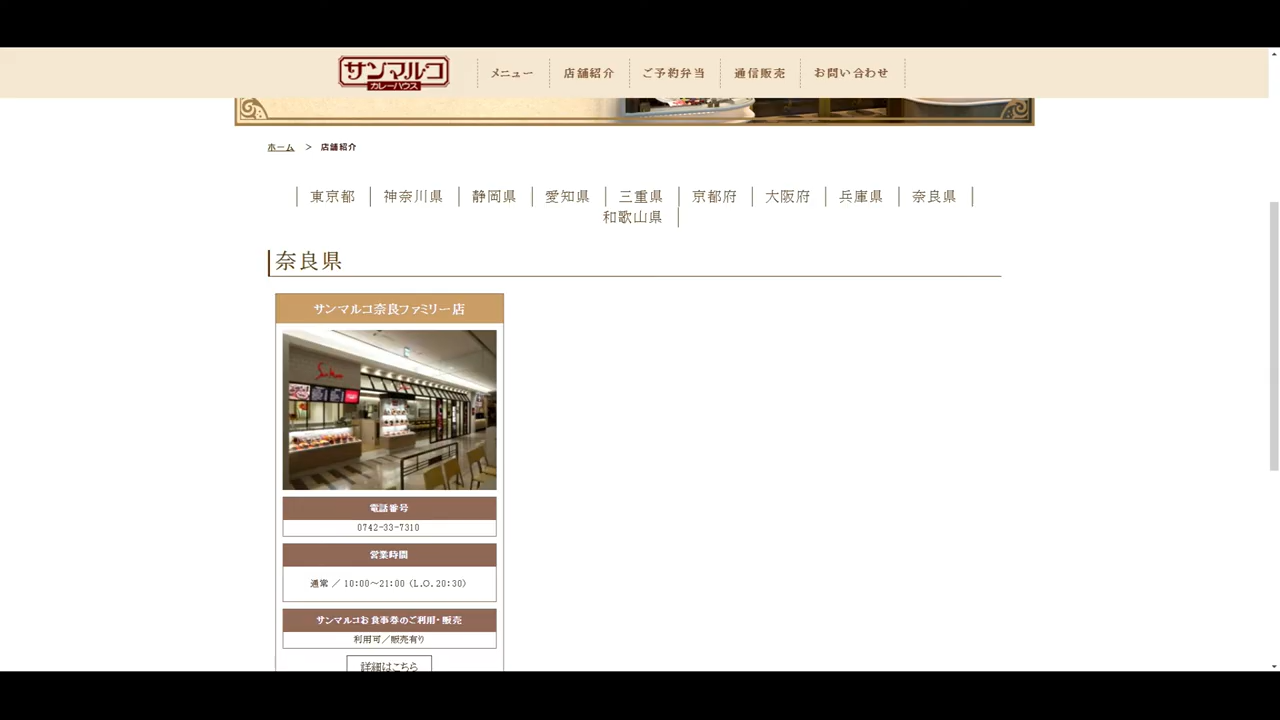 サンマルコ
カレーハウス
メニュー
店舗紹介
ご予約弁当
通信販売
お問い合わせ
ホーム > 店舗紹介
東京都 神奈川県 静岡県 愛知県 三重県 京都府 大阪府 兵庫県 奈良県
和歌山県
奈良県
サンマルコ奈良ファミリー店
電話番号
0742-33-7310
営業時間
通常 / 10:00～21:00 (L.O.20:30)
サンマルコお食事券のご利用・販売
利用可/販売有り
詳細はこちら